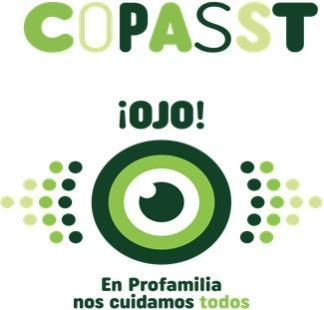 COPASST
¡OJO!
En Profamilia
nos cuidamos todos